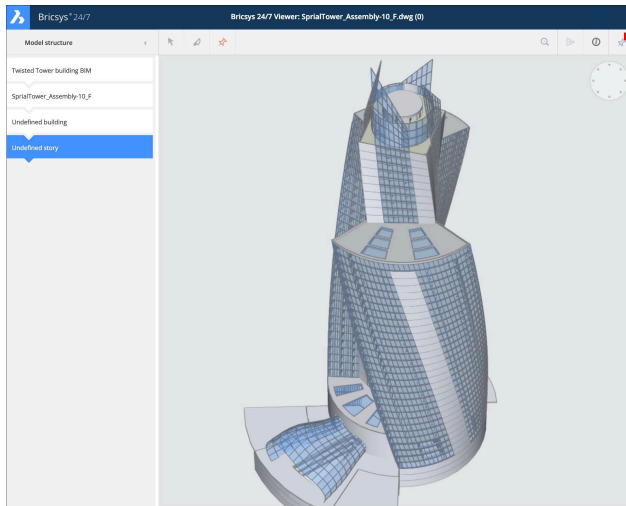 Bricsys® 24/7
Bricsys 24/7 Viewer: SprialTower_Assembly-10_F.dwg (0)
Model structure
Twisted Tower building BIM
SprialTower_Assembly-10_F
Undefined building
Undefined story